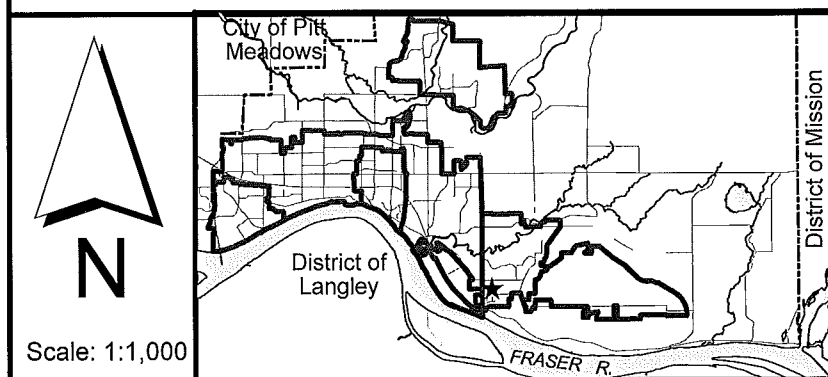 City of Pitt
Meadows
District of Mission
N
District of
Langley
Scale: 1:1,000
FRASER R.